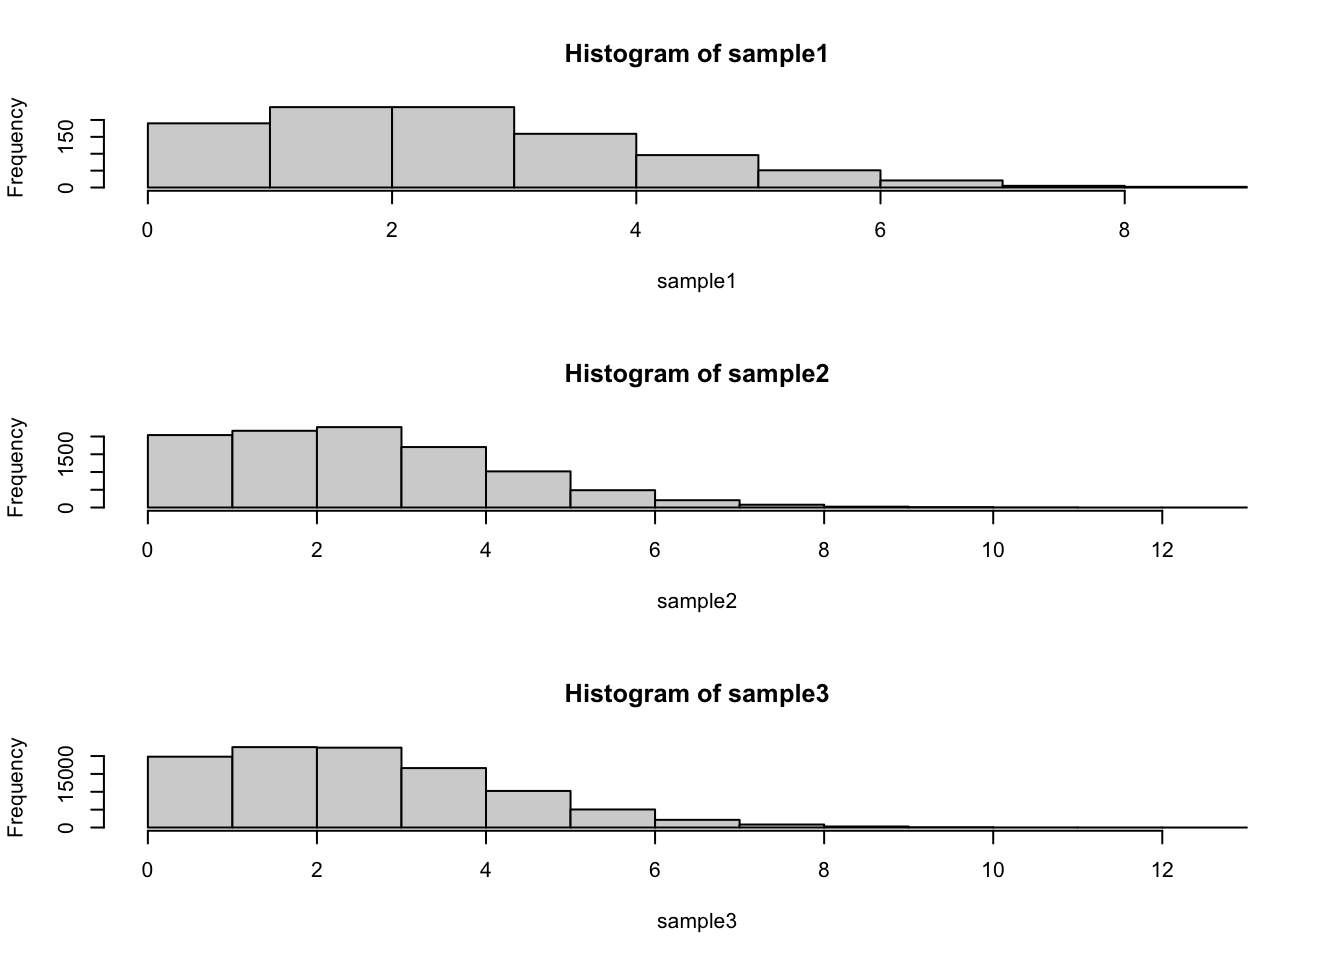 Histogram of sample1
Frequency
150
0
0 2 4 6 8
sample1
Histogram of sample2
Frequency
1500
0
0 2 4 6 8 10 12
sample2
Histogram of sample3
Frequency
15000
0
0 2 4 6 8 10 12
sample3